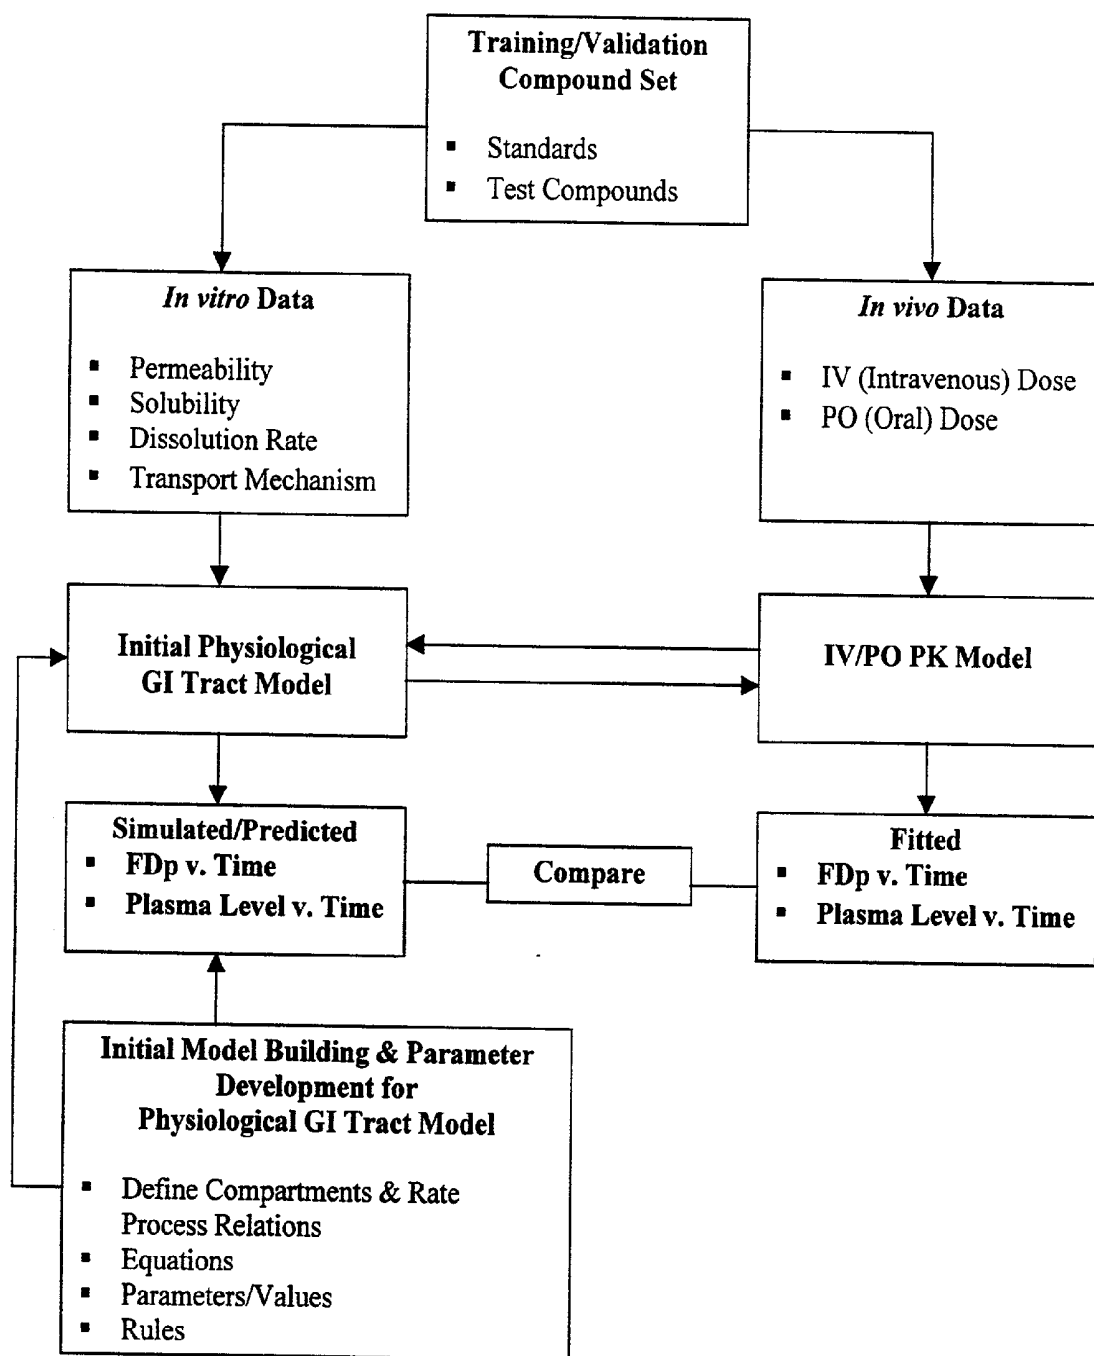 Training/Validation
Compound Set
▪ Standards
▪ Test Compounds
In vitro Data
▪ Permeability
▪ Solubility
▪ Dissolution Rate
▪ Transport Mechanism
In vivo Data
▪ IV (Intravenous) Dose
▪ PO (Oral) Dose
Initial Physiological
GI Tract Model
IV/PO PK Model
Simulated/Predicted
▪ FDp v. Time
▪ Plasma Level v. Time
Compare
Fitted
▪ FDp v. Time
▪ Plasma Level v. Time
Initial Model Building & Parameter
Development for
Physiological GI Tract Model
▪ Define Compartments & Rate
Process Relations
▪ Equations
▪ Parameters/Values
▪ Rules